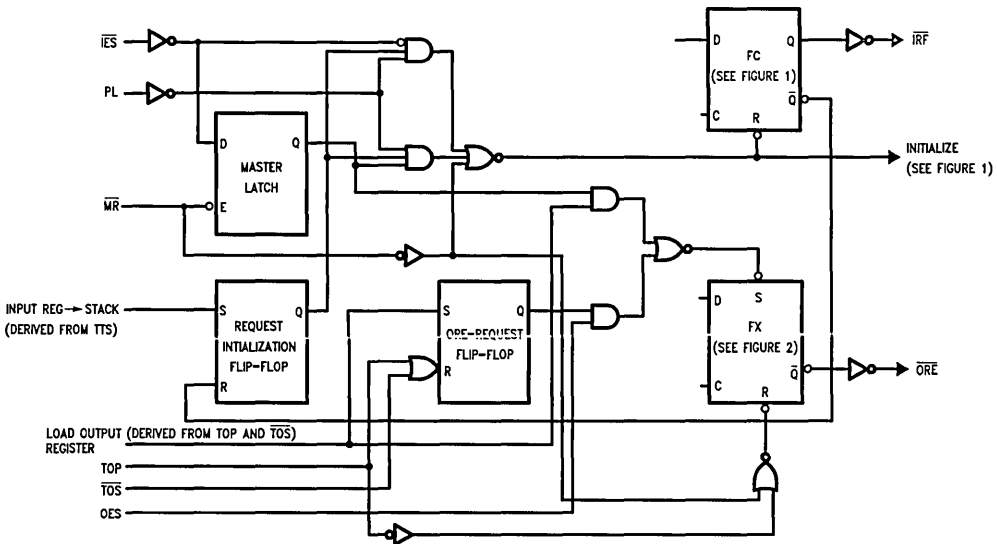 IES
PL
D
Q
MASTER
LATCH
MR
E
INPUT REG→STACK
(DERIVED FROM TTS)
S
Q
REQUEST
INTIALIZATION
FLIP-FLOP
R
S
Q
ORE-REQUEST
FLIP-FLOP
R
LOAD OUTPUT (DERIVED FROM TOP AND TOS)
REGISTER
TOP
TOS
OES
D
Q
FC
(SEE FIGURE 1)
Q
C
R
IRF
INITIALIZE
(SEE FIGURE 1)
D
S
FX
(SEE FIGURE 2)
Q
C
R
ORE